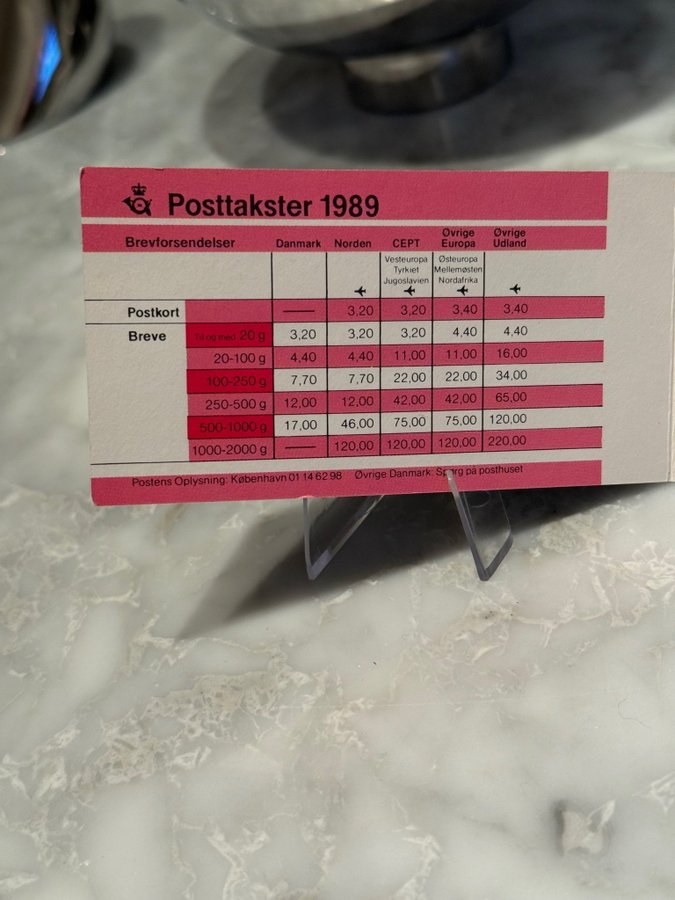 Posttakster 1989
Brevforsendelser Danmark Norden CEPT Øvrige Europa Øvrige Udland
Vesteuropa Tyrkiet Jugoslavien Østeuropa Mellemøsten Nordafrika
Postkort — 3,20 3,20 3,40 3,40
Breve Til og med 20 g 3,20 3,20 3,20 4,40 4,40
20-100 g 4,40 4,40 11,00 11,00 16,00
100-250 g 7,70 7,70 22,00 22,00 34,00
250-500 g 12,00 12,00 42,00 42,00 65,00
500-1000 g 17,00 46,00 75,00 75,00 120,00
1000-2000 g — 120,00 120,00 120,00 220,00
Postens Oplysning: København 01 14 62 98 Øvrige Danmark: Spørg på posthuset